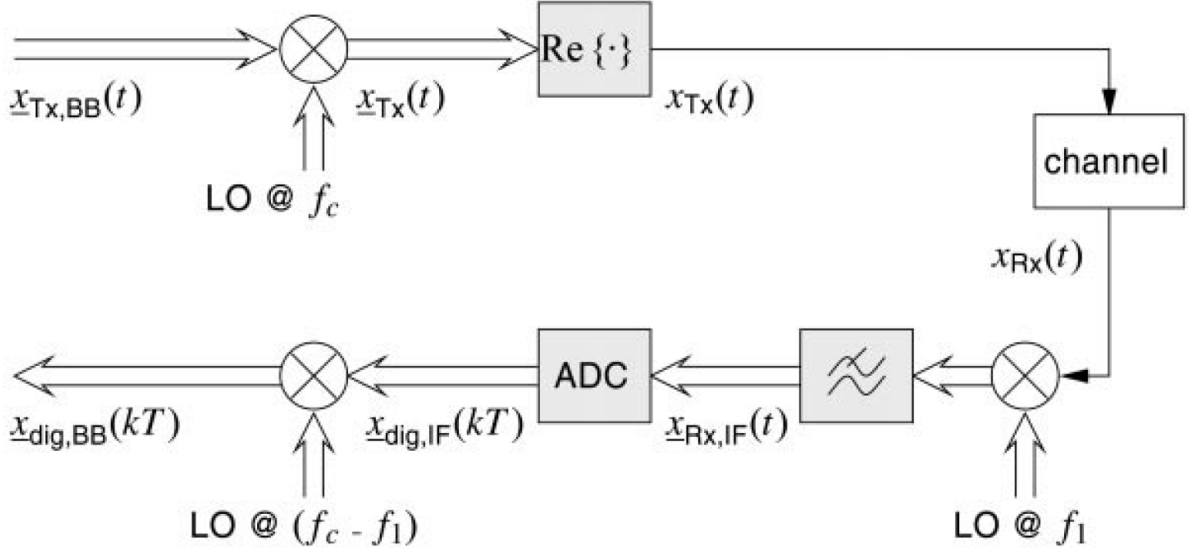 Re {·}
x_Tx,BB(t)
x_Tx(t)
x_Tx(t)
LO @ f_c
channel
x_Rx(t)
ADC
x_dig,BB(kT)
x_dig,IF(kT)
x_Rx,IF(t)
LO @ (f_c - f_1)
LO @ f_1